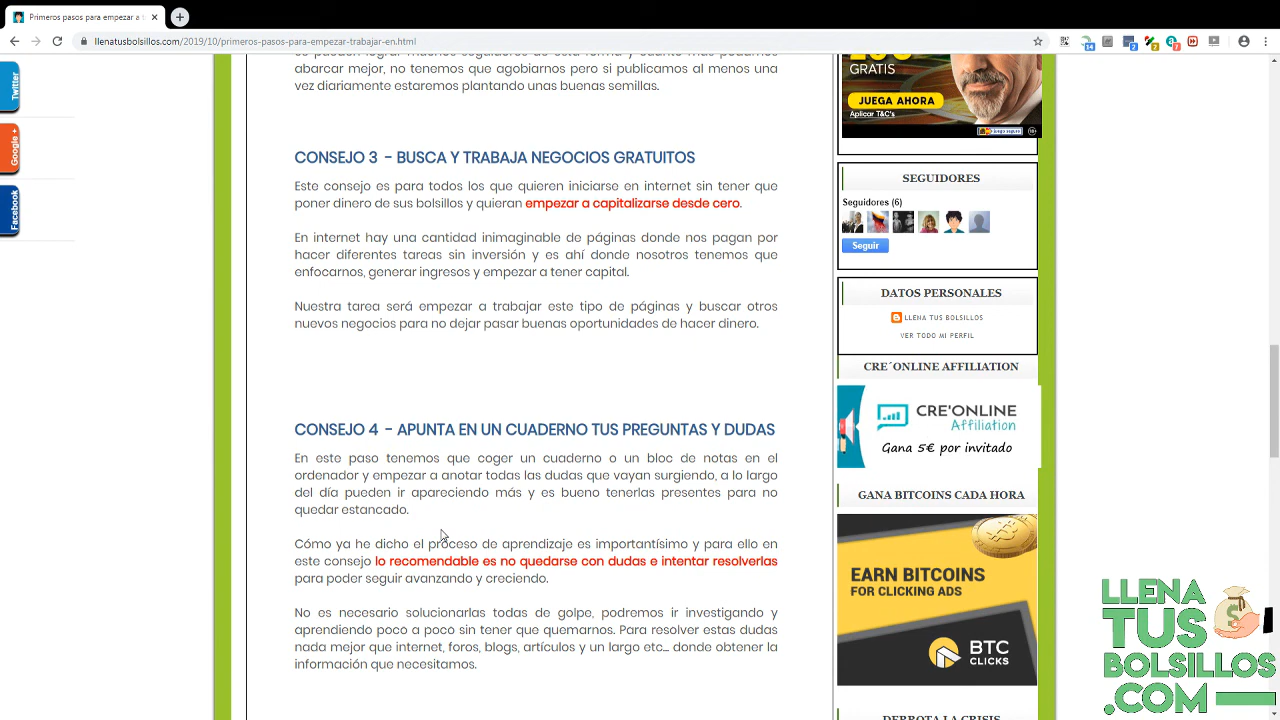 Primeros pasos para empezar a t
llenatusbolsillos.com/2019/10/primeros-pasos-para-empezar-trabajar-en.html
14
2
2
7
Twitter
Google +
Facebook
abarcar mejor, no tenemos que agobiarnos pero si publicamos al menos una
vez diariamente estaremos plantando unas buenas semillas.
CONSEJO 3 - BUSCA Y TRABAJA NEGOCIOS GRATUITOS
Este consejo es para todos los que quieren iniciarse en internet sin tener que
poner dinero de sus bolsillos y quieran empezar a capitalizarse desde cero.
En internet hay una cantidad inimaginable de páginas donde nos pagan por
hacer diferentes tareas sin inversión y es ahí donde nosotros tenemos que
enfocarnos, generar ingresos y empezar a tener capital.
Nuestra tarea será empezar a trabajar este tipo de páginas y buscar otros
nuevos negocios para no dejar pasar buenas oportunidades de hacer dinero.
CONSEJO 4 - APUNTA EN UN CUADERNO TUS PREGUNTAS Y DUDAS
En este paso tenemos que coger un cuaderno o un bloc de notas en el
ordenador y empezar a anotar todas las dudas que vayan surgiendo, a lo largo
del día pueden ir apareciendo más y es bueno tenerlas presentes para no
quedar estancado.
Cómo ya he dicho el proceso de aprendizaje es importantísimo y para ello en
este consejo lo recomendable es no quedarse con dudas e intentar resolverlas
para poder seguir avanzando y creciendo.
No es necesario solucionarlas todas de golpe, podremos ir investigando y
aprendiendo poco a poco sin tener que quemarnos. Para resolver estas dudas
nada mejor que internet, foros, blogs, artículos y un largo etc... donde obtener la
información que necesitamos.
GRATIS
JUEGA AHORA
Aplicar T&C's
juego seguro
SEGUIDORES
Seguidores (6)
Seguir
DATOS PERSONALES
LLENA TUS BOLSILLOS
VER TODO MI PERFIL
CRE´ONLINE AFFILIATION
CRE'ONLINE
Affiliation
Gana 5€ por invitado
GANA BITCOINS CADA HORA
EARN BITCOINS
FOR CLICKING ADS
BTC
CLICKS
DERROTA LA CRISIS
LLENA
TUS
BOLSILLOS
.COM